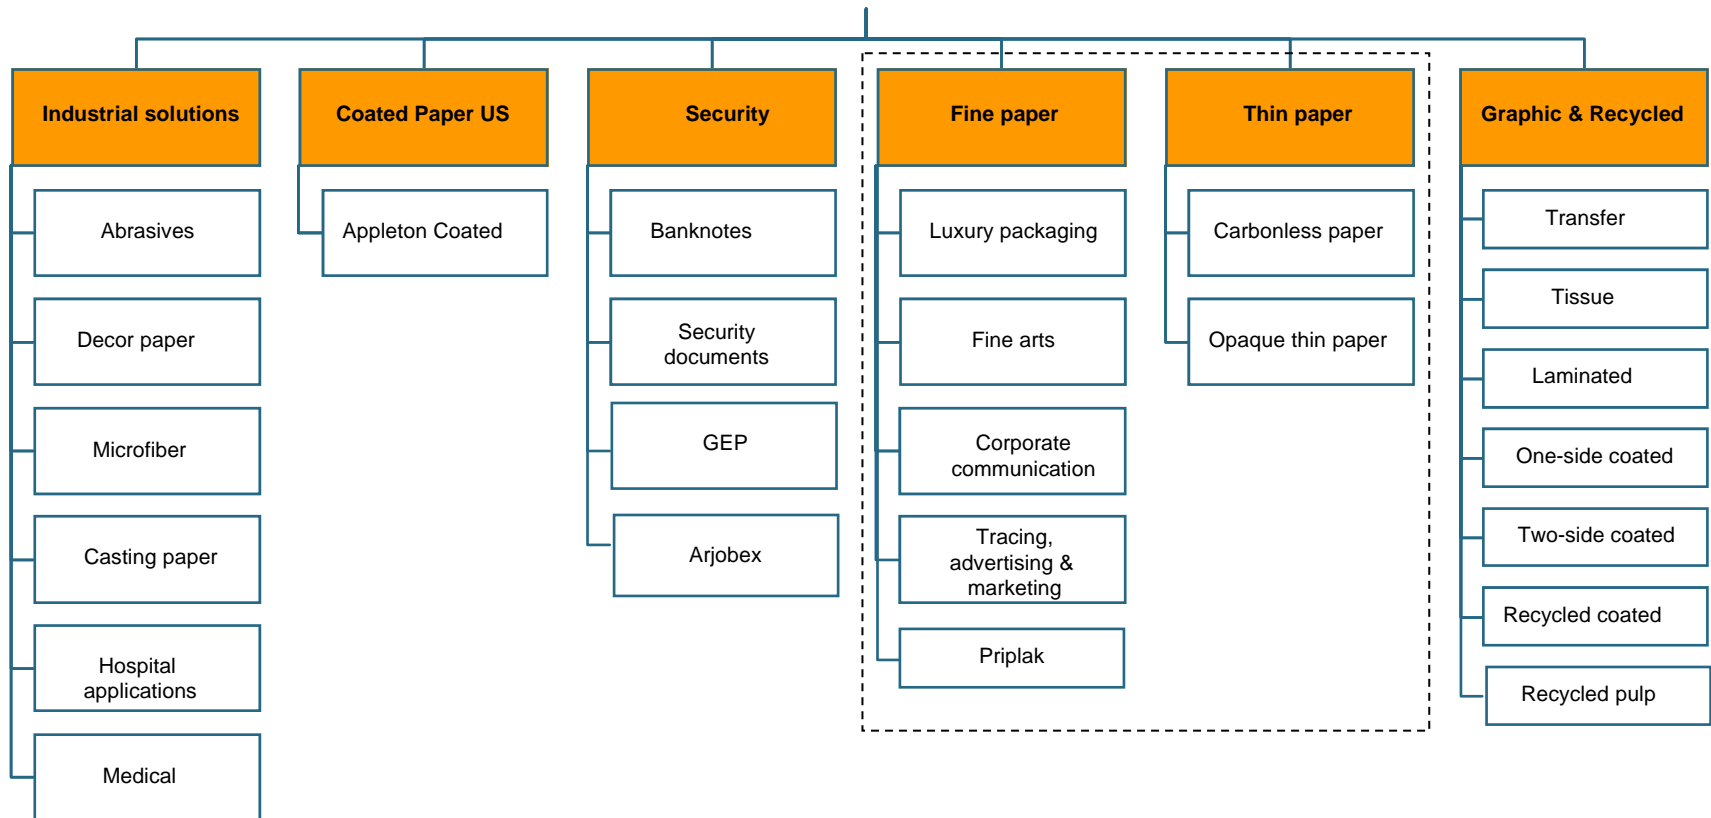 Industrial solutions
Coated Paper US
Security
Fine paper
Thin paper
Graphic & Recycled
Abrasives
Decor paper
Microfiber
Casting paper
Hospital
applications
Medical
Appleton Coated
Banknotes
Security
documents
GEP
Arjobex
Luxury packaging
Fine arts
Corporate
communication
Tracing,
advertising &
marketing
Priplak
Carbonless paper
Opaque thin paper
Transfer
Tissue
Laminated
One-side coated
Two-side coated
Recycled coated
Recycled pulp